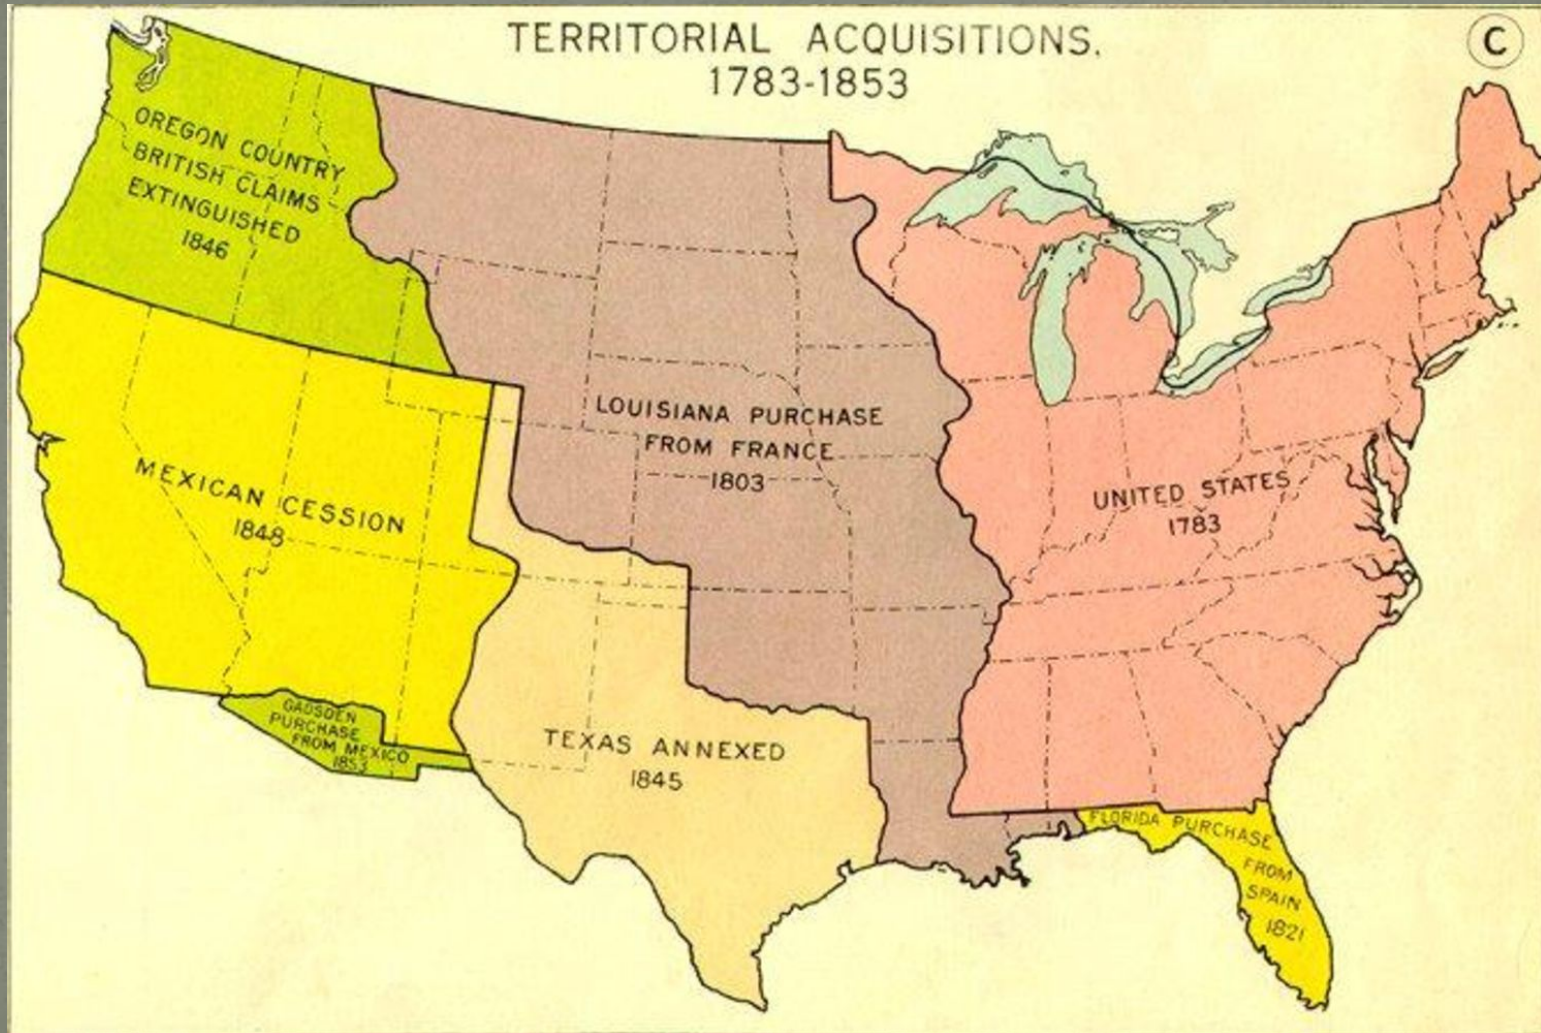 TERRITORIAL ACQUISITIONS.
1783-1853
C
OREGON COUNTRY
BRITISH CLAIMS
EXTINGUISHED
1846
LOUISIANA PURCHASE
FROM FRANCE
1803
MEXICAN CESSION
1848
UNITED STATES
1783
GADSDEN
PURCHASE
FROM MEXICO
1853
TEXAS ANNEXED
1845
FLORIDA PURCHASE
FROM
SPAIN
1821